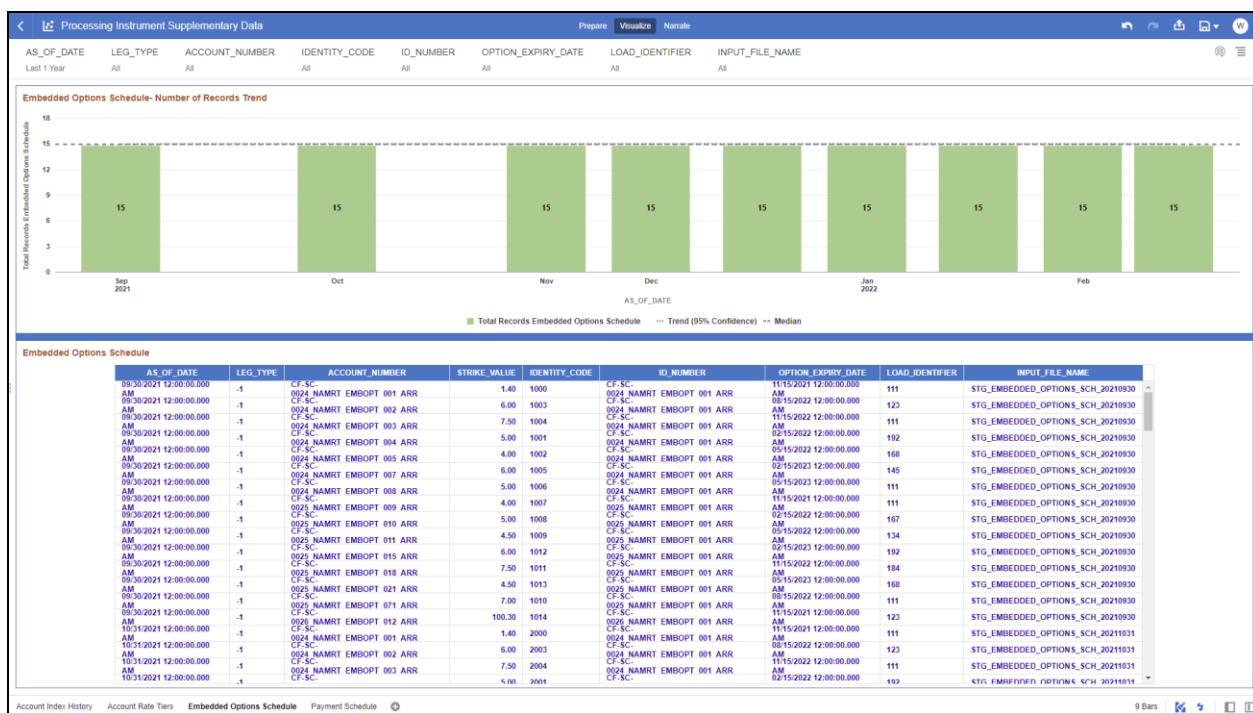 Processing Instrument Supplementary Data
Prepare Visualize Narrate
W
AS_OF_DATE LEG_TYPE ACCOUNT_NUMBER IDENTITY_CODE ID_NUMBER OPTION_EXPIRY_DATE LOAD_IDENTIFIER INPUT_FILE_NAME
Last 1 Year All All All All All All All
Embedded Options Schedule- Number of Records Trend
Total Records Embedded Options Schedule
18
15
12
9
6
3
0
15 15 15 15 15 15 15 15 15
Sep Oct Nov Dec Jan Feb
2021 2022
AS_OF_DATE
Total Records Embedded Options Schedule Trend (95% Confidence) Median
Embedded Options Schedule
AS_OF_DATE LEG_TYPE ACCOUNT_NUMBER STRIKE_VALUE IDENTITY_CODE ID_NUMBER OPTION_EXPIRY_DATE LOAD_IDENTIFIER INPUT_FILE_NAME
09/30/2021 12:00:00.000 AM -1 CF-SC-0024_NAMRT_EMBOPT_001_ARR 1.40 1000 CF-SC-0024_NAMRT_EMBOPT_001_ARR 11/15/2021 12:00:00.000 AM 111 STG_EMBEDDED_OPTIONS_SCH_20210930
09/30/2021 12:00:00.000 AM -1 CF-SC-0024_NAMRT_EMBOPT_002_ARR 6.00 1003 CF-SC-0024_NAMRT_EMBOPT_001_ARR 08/15/2022 12:00:00.000 AM 123 STG_EMBEDDED_OPTIONS_SCH_20210930
09/30/2021 12:00:00.000 AM -1 CF-SC-0024_NAMRT_EMBOPT_003_ARR 7.50 1004 CF-SC-0024_NAMRT_EMBOPT_001_ARR 11/15/2022 12:00:00.000 AM 111 STG_EMBEDDED_OPTIONS_SCH_20210930
09/30/2021 12:00:00.000 AM -1 CF-SC-0024_NAMRT_EMBOPT_004_ARR 5.00 1001 CF-SC-0024_NAMRT_EMBOPT_001_ARR 02/15/2022 12:00:00.000 AM 192 STG_EMBEDDED_OPTIONS_SCH_20210930
09/30/2021 12:00:00.000 AM -1 CF-SC-0024_NAMRT_EMBOPT_005_ARR 4.00 1002 CF-SC-0024_NAMRT_EMBOPT_001_ARR 05/15/2022 12:00:00.000 AM 168 STG_EMBEDDED_OPTIONS_SCH_20210930
09/30/2021 12:00:00.000 AM -1 CF-SC-0024_NAMRT_EMBOPT_007_ARR 6.00 1005 CF-SC-0024_NAMRT_EMBOPT_001_ARR 02/15/2023 12:00:00.000 AM 145 STG_EMBEDDED_OPTIONS_SCH_20210930
09/30/2021 12:00:00.000 AM -1 CF-SC-0024_NAMRT_EMBOPT_008_ARR 5.00 1006 CF-SC-0024_NAMRT_EMBOPT_001_ARR 05/15/2023 12:00:00.000 AM 111 STG_EMBEDDED_OPTIONS_SCH_20210930
09/30/2021 12:00:00.000 AM -1 CF-SC-0025_NAMRT_EMBOPT_009_ARR 4.00 1007 CF-SC-0025_NAMRT_EMBOPT_001_ARR 11/15/2021 12:00:00.000 AM 111 STG_EMBEDDED_OPTIONS_SCH_20210930
09/30/2021 12:00:00.000 AM -1 CF-SC-0025_NAMRT_EMBOPT_010_ARR 5.00 1008 CF-SC-0025_NAMRT_EMBOPT_001_ARR 02/15/2022 12:00:00.000 AM 167 STG_EMBEDDED_OPTIONS_SCH_20210930
09/30/2021 12:00:00.000 AM -1 CF-SC-0025_NAMRT_EMBOPT_011_ARR 4.50 1009 CF-SC-0025_NAMRT_EMBOPT_001_ARR 05/15/2022 12:00:00.000 AM 134 STG_EMBEDDED_OPTIONS_SCH_20210930
09/30/2021 12:00:00.000 AM -1 CF-SC-0025_NAMRT_EMBOPT_015_ARR 6.00 1012 CF-SC-0025_NAMRT_EMBOPT_001_ARR 02/15/2023 12:00:00.000 AM 192 STG_EMBEDDED_OPTIONS_SCH_20210930
09/30/2021 12:00:00.000 AM -1 CF-SC-0025_NAMRT_EMBOPT_018_ARR 7.50 1011 CF-SC-0025_NAMRT_EMBOPT_001_ARR 11/15/2022 12:00:00.000 AM 184 STG_EMBEDDED_OPTIONS_SCH_20210930
09/30/2021 12:00:00.000 AM -1 CF-SC-0025_NAMRT_EMBOPT_021_ARR 4.50 1013 CF-SC-0025_NAMRT_EMBOPT_001_ARR 05/15/2023 12:00:00.000 AM 168 STG_EMBEDDED_OPTIONS_SCH_20210930
09/30/2021 12:00:00.000 AM -1 CF-SC-0025_NAMRT_EMBOPT_071_ARR 7.00 1010 CF-SC-0025_NAMRT_EMBOPT_001_ARR 08/15/2022 12:00:00.000 AM 111 STG_EMBEDDED_OPTIONS_SCH_20210930
09/30/2021 12:00:00.000 AM -1 CF-SC-0026_NAMRT_EMBOPT_012_ARR 100.30 1014 CF-SC-0026_NAMRT_EMBOPT_001_ARR 11/15/2021 12:00:00.000 AM 123 STG_EMBEDDED_OPTIONS_SCH_20210930
10/31/2021 12:00:00.000 AM -1 CF-SC-0024_NAMRT_EMBOPT_001_ARR 1.40 2000 CF-SC-0024_NAMRT_EMBOPT_001_ARR 11/15/2021 12:00:00.000 AM 111 STG_EMBEDDED_OPTIONS_SCH_20211031
10/31/2021 12:00:00.000 AM -1 CF-SC-0024_NAMRT_EMBOPT_002_ARR 6.00 2003 CF-SC-0024_NAMRT_EMBOPT_001_ARR 08/15/2022 12:00:00.000 AM 123 STG_EMBEDDED_OPTIONS_SCH_20211031
10/31/2021 12:00:00.000 AM -1 CF-SC-0024_NAMRT_EMBOPT_003_ARR 7.50 2004 CF-SC-0024_NAMRT_EMBOPT_001_ARR 11/15/2022 12:00:00.000 AM 111 STG_EMBEDDED_OPTIONS_SCH_20211031
10/31/2021 12:00:00.000 -1 CF-SC- 5.00 2001 CF-SC- 02/15/2022 12:00:00.000 192 STG_EMBEDDED_OPTIONS_SCH_20211031
Account Index History Account Rate Tiers Embedded Options Schedule Payment Schedule 9 Bars